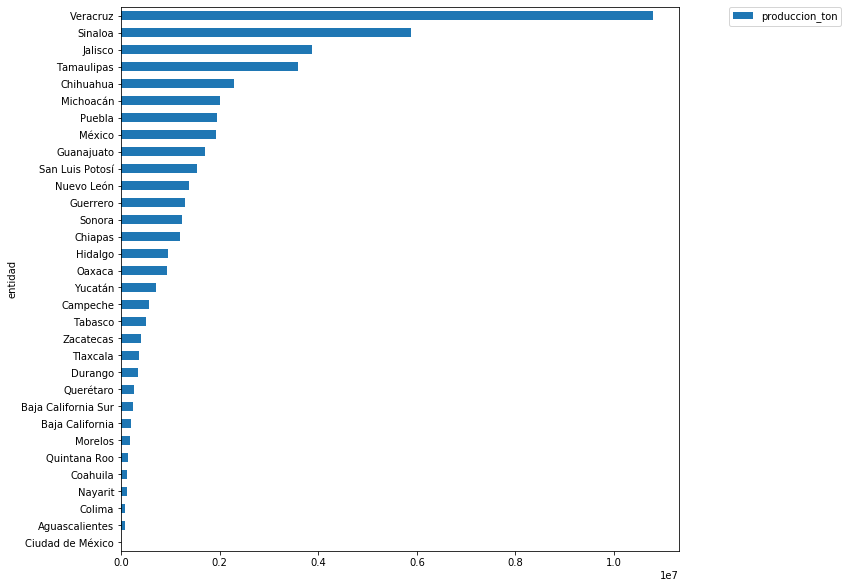 produccion_ton
entidad
Veracruz
Sinaloa
Jalisco
Tamaulipas
Chihuahua
Michoacán
Puebla
México
Guanajuato
San Luis Potosí
Nuevo León
Guerrero
Sonora
Chiapas
Hidalgo
Oaxaca
Yucatán
Campeche
Tabasco
Zacatecas
Tlaxcala
Durango
Querétaro
Baja California Sur
Baja California
Morelos
Quintana Roo
Coahuila
Nayarit
Colima
Aguascalientes
Ciudad de México
0.0 0.2 0.4 0.6 0.8 1.0
1e7